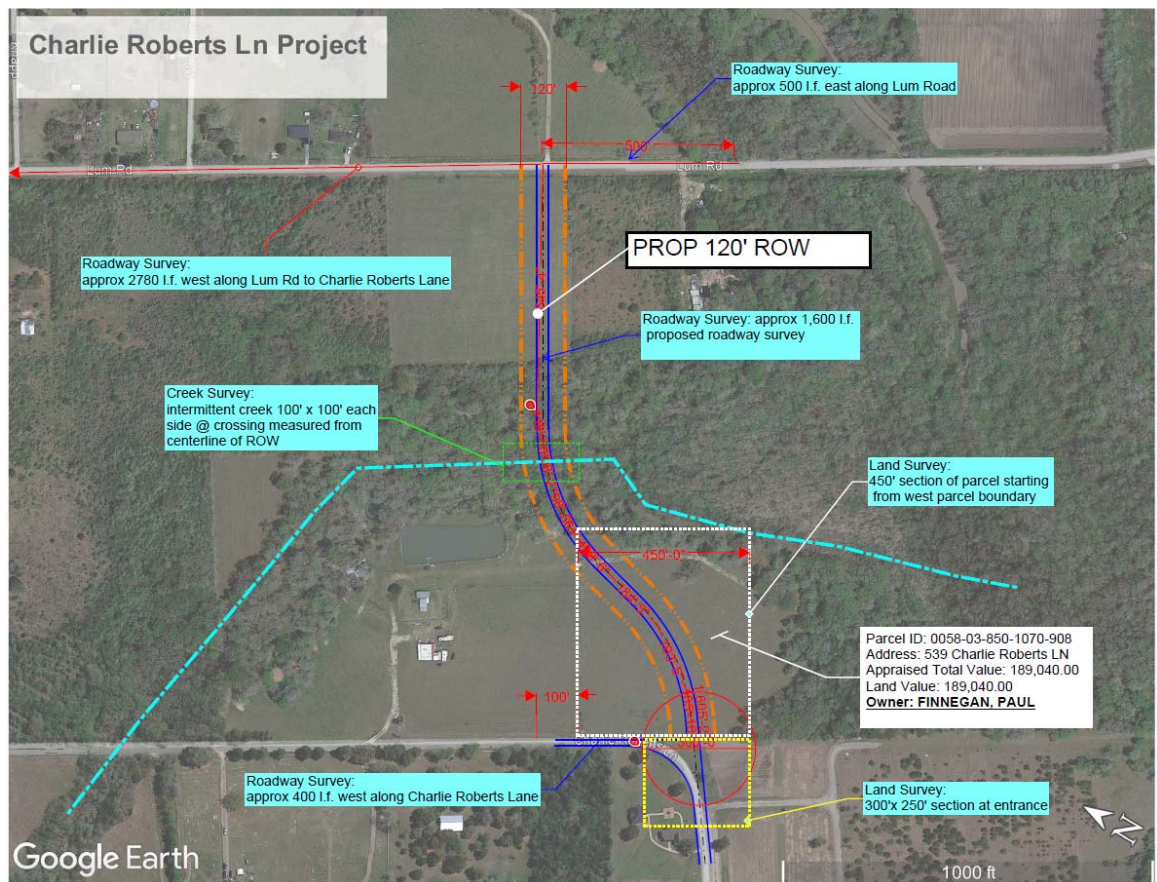 Charlie Roberts Ln Project
Roadway Survey:
approx 500 l.f. east along Lum Road
120'
500'
Lum Rd
Lum Rd
PROP 120' ROW
Roadway Survey:
approx 2780 l.f. west along Lum Rd to Charlie Roberts Lane
Roadway Survey: approx 1,600 l.f.
proposed roadway survey
Creek Survey:
intermittent creek 100' x 100' each
side @ crossing measured from
centerline of ROW
Land Survey:
450' section of parcel starting
from west parcel boundary
450'-0"
Parcel ID: 0058-03-850-1070-908
Address: 539 Charlie Roberts LN
Appraised Total Value: 189,040.00
Land Value: 189,040.00
Owner: FINNEGAN, PAUL
100'
Roadway Survey:
approx 400 l.f. west along Charlie Roberts Lane
Land Survey:
300'x 250' section at entrance
N
Google Earth
1000 ft